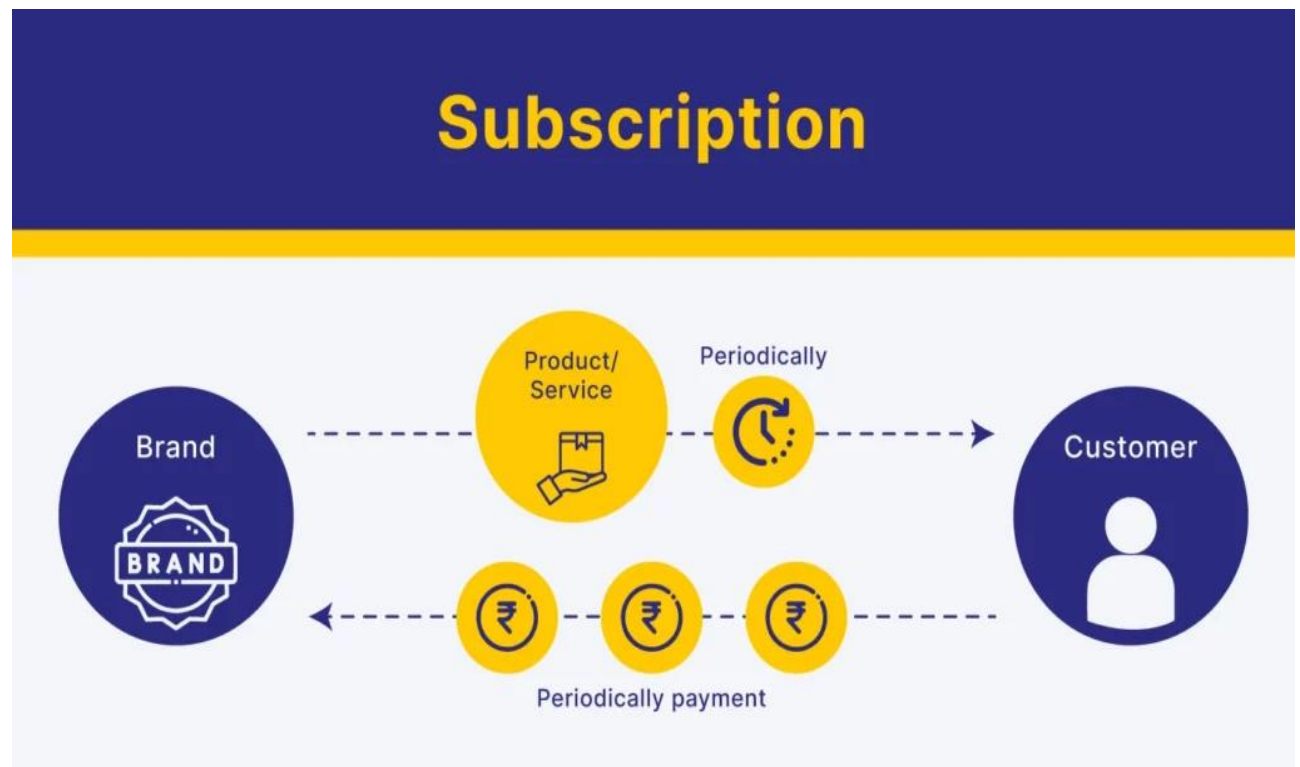 Subscription
Product/
Service
Periodically
Brand
BRAND
Customer
₹
₹
₹
Periodically payment